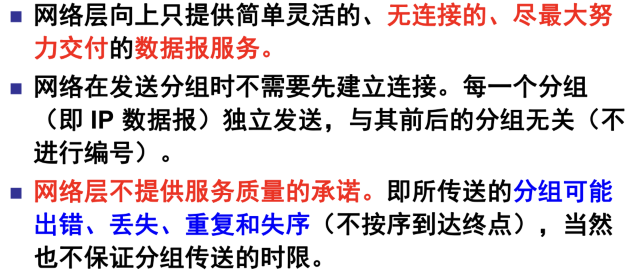 ■ 网络层向上只提供简单灵活的、无连接的、尽最大努
力交付的数据报服务。
■ 网络在发送分组时不需要先建立连接。每一个分组
（即 IP 数据报）独立发送，与其前后的分组无关（不
进行编号）。
■ 网络层不提供服务质量的承诺。即所传送的分组可能
出错、丢失、重复和失序（不按序到达终点），当然
也不保证分组传送的时限。